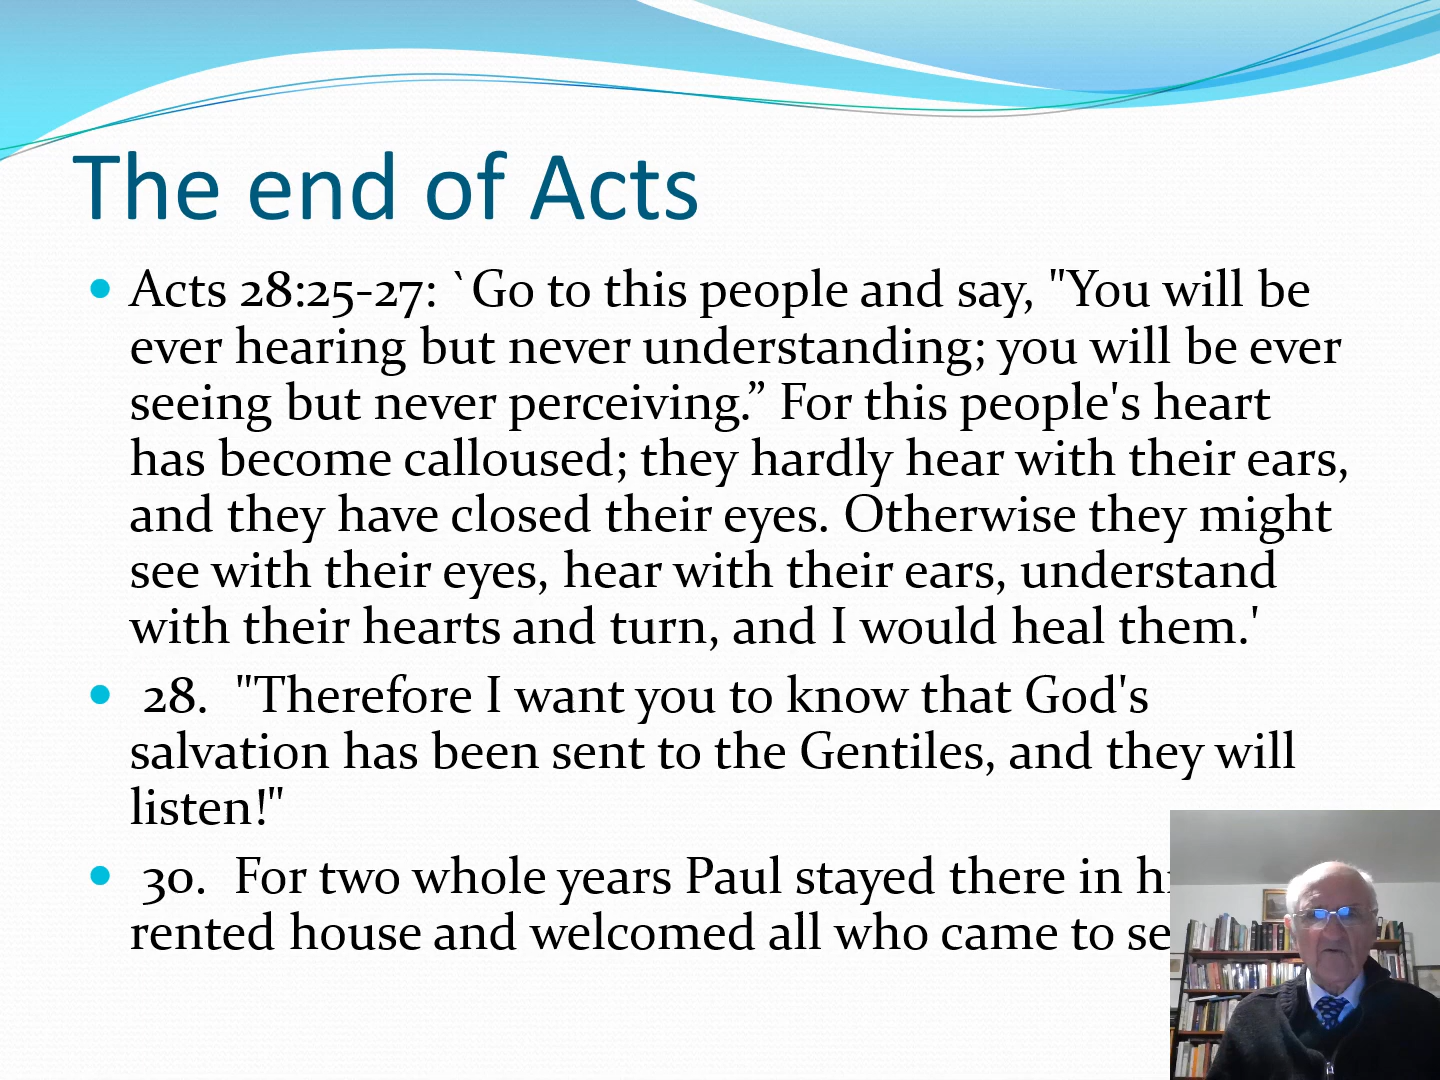 The end of Acts
Acts 28:25-27: `Go to this people and say, "You will be
ever hearing but never understanding; you will be ever
seeing but never perceiving.” For this people's heart
has become calloused; they hardly hear with their ears,
and they have closed their eyes. Otherwise they might
see with their eyes, hear with their ears, understand
with their hearts and turn, and I would heal them.'
28. "Therefore I want you to know that God's
salvation has been sent to the Gentiles, and they will
listen!"
30. For two whole years Paul stayed there in
rented house and welcomed all who came to